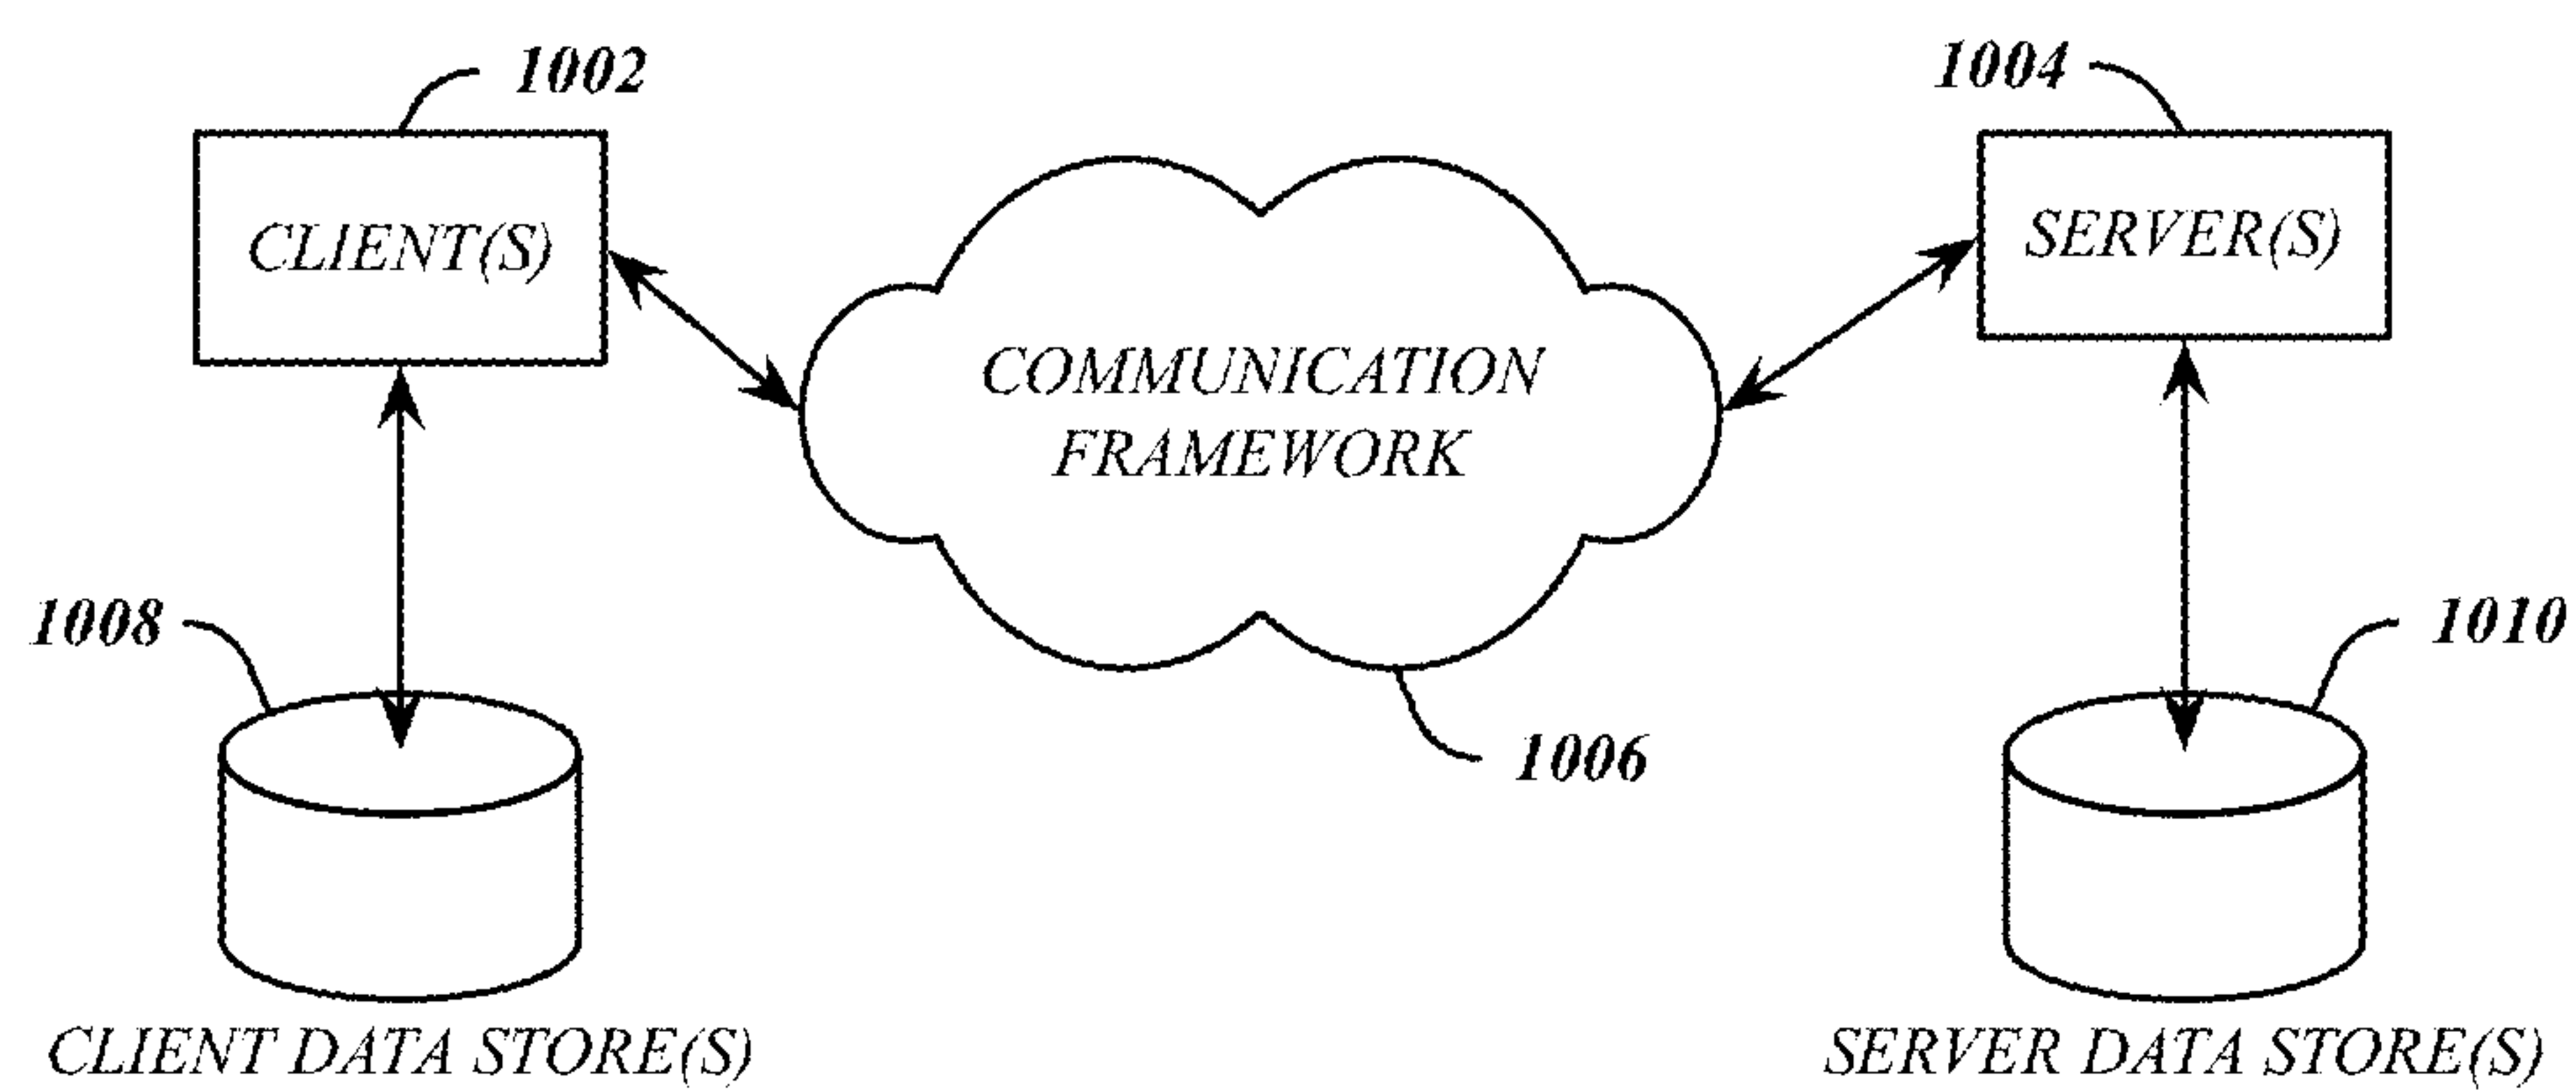 1002
1004
CLIENT(S)
SERVER(S)
COMMUNICATION
FRAMEWORK
1008
1010
1006
CLIENT DATA STORE(S)
SERVER DATA STORE(S)